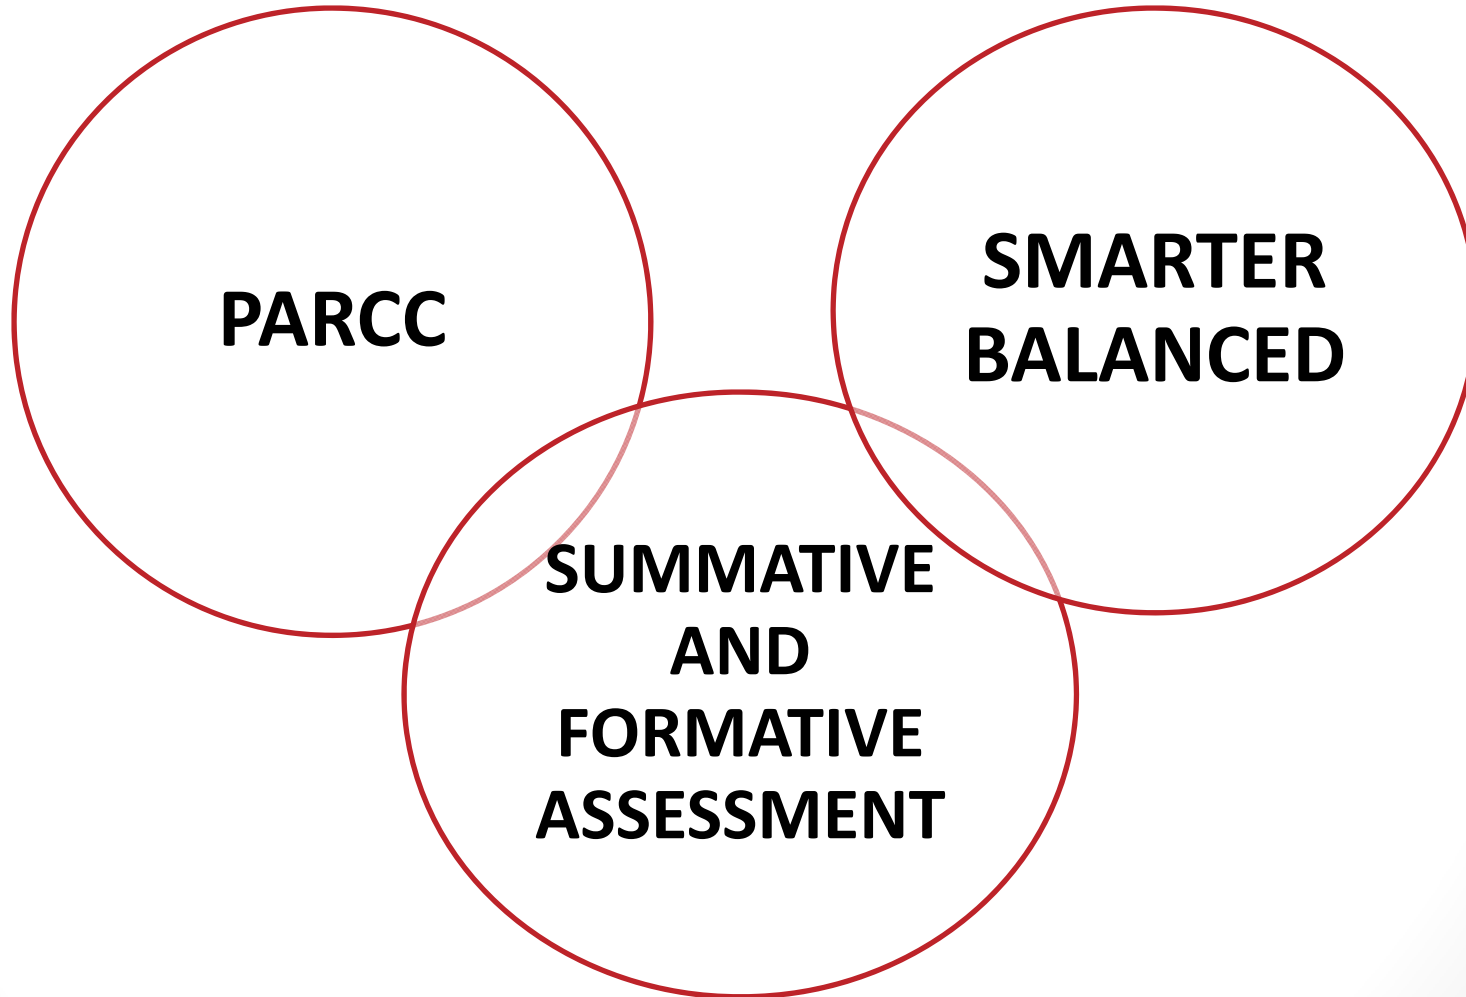 PARCC
SMARTER
BALANCED
SUMMATIVE
AND
FORMATIVE
ASSESSMENT